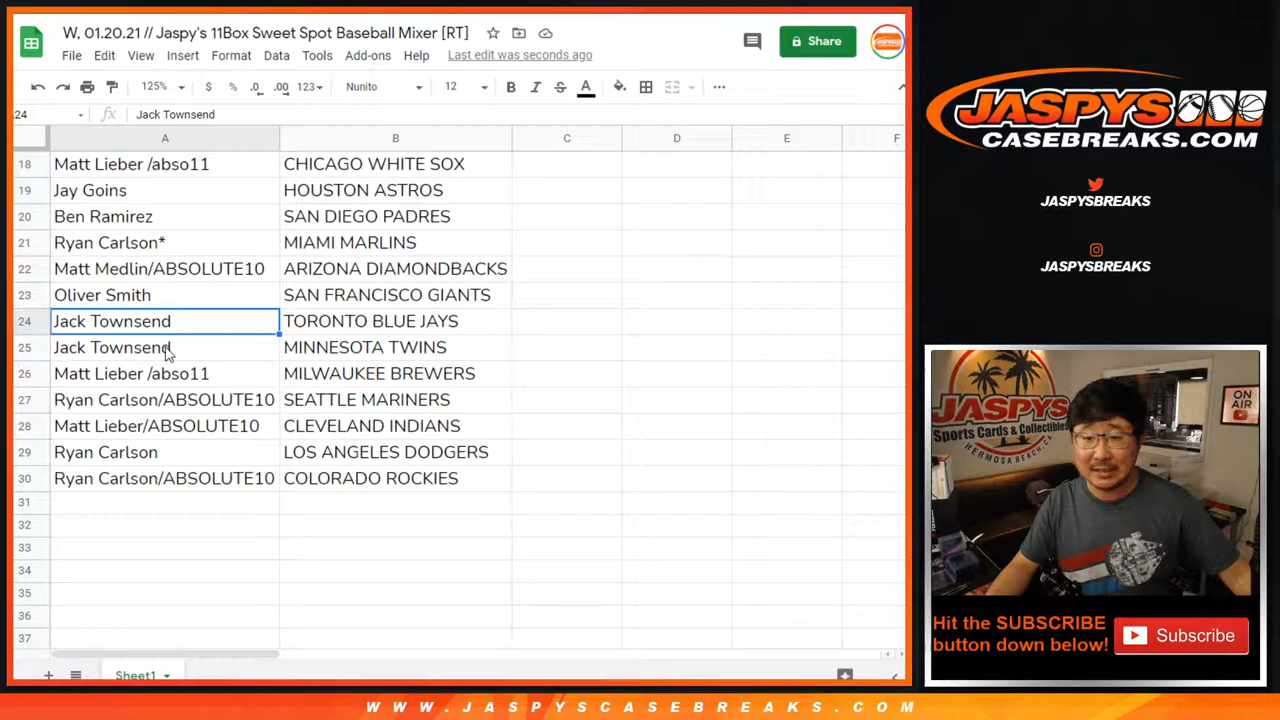 W, 01.20.21 // Jaspy's 11Box Sweet Spot Baseball Mixer [RT]
File Edit View Insert Format Data Tools Add-ons Help Last edit was seconds ago
Share
125% $ % .0 .00 123 Nunito 12 B I S A
24 fx Jack Townsend
A B C D E F
18 Matt Lieber /abso11 CHICAGO WHITE SOX
19 Jay Goins HOUSTON ASTROS
20 Ben Ramirez SAN DIEGO PADRES
21 Ryan Carlson* MIAMI MARLINS
22 Matt Medlin/ABSOLUTE10 ARIZONA DIAMONDBACKS
23 Oliver Smith SAN FRANCISCO GIANTS
24 Jack Townsend TORONTO BLUE JAYS
25 Jack Townsend MINNESOTA TWINS
26 Matt Lieber /abso11 MILWAUKEE BREWERS
27 Ryan Carlson/ABSOLUTE10 SEATTLE MARINERS
28 Matt Lieber/ABSOLUTE10 CLEVELAND INDIANS
29 Ryan Carlson LOS ANGELES DODGERS
30 Ryan Carlson/ABSOLUTE10 COLORADO ROCKIES
31
32
33
34
35
36
37
Sheet1
JASPYS
CASEBREAKS.COM
JASPYSBREAKS
JASPYSBREAKS
JASPYS
Sports Cards & Collectibles
HERMOSA BEACH, CA
ON AIR
Hit the SUBSCRIBE
button down below!
Subscribe
WWW.JASPYSCASEBREAKS.COM